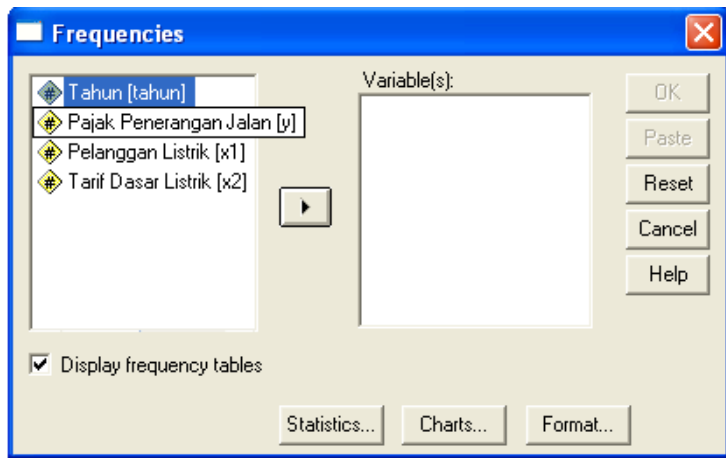 Frequencies
Tahun [tahun]
Pajak Penerangan Jalan [y]
Pelanggan Listrik [x1]
Tarif Dasar Listrik [x2]
Variable(s):
OK
Paste
Reset
Cancel
Help
Display frequency tables
Statistics...
Charts...
Format...